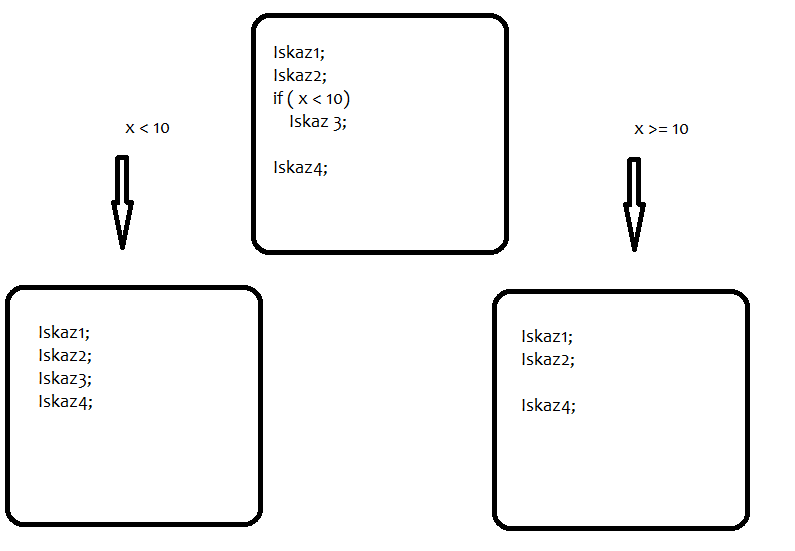 Iskaz1;
Iskaz2;
if ( x < 10)
Iskaz 3;
Iskaz4;
x < 10
x >= 10
Iskaz1;
Iskaz2;
Iskaz3;
Iskaz4;
Iskaz1;
Iskaz2;
Iskaz4;